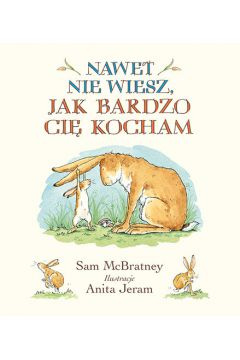 NAWET
NIE WIESZ,
JAK BARDZO
CIĘ KOCHAM
Sam McBratney
Ilustracje
Anita Jeram